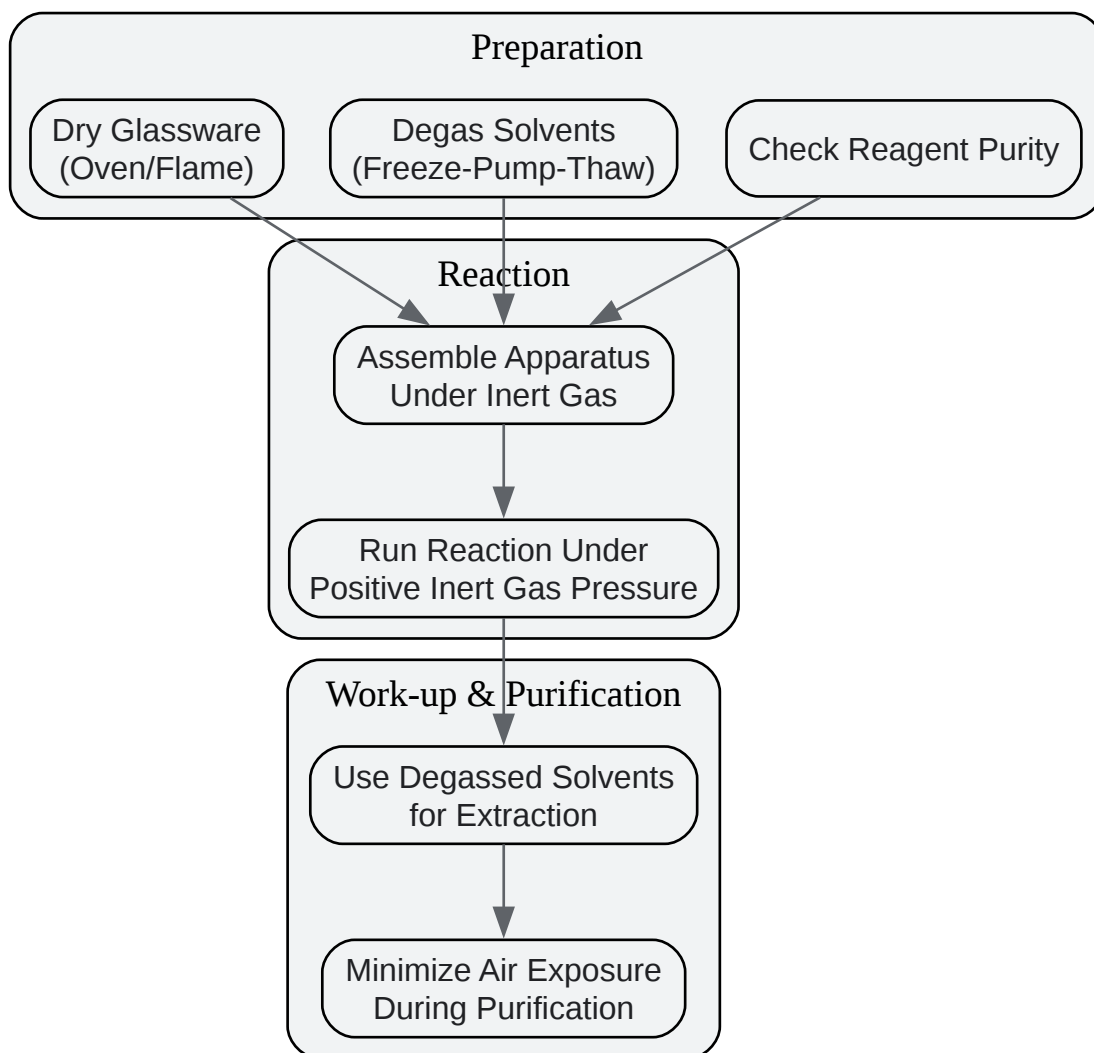 Preparation
Dry Glassware
(Oven/Flame)
Degas Solvents
(Freeze-Pump-Thaw)
Check Reagent Purity
Reaction
Assemble Apparatus
Under Inert Gas
Run Reaction Under
Positive Inert Gas Pressure
Work-up & Purification
Use Degassed Solvents
for Extraction
Minimize Air Exposure
During Purification